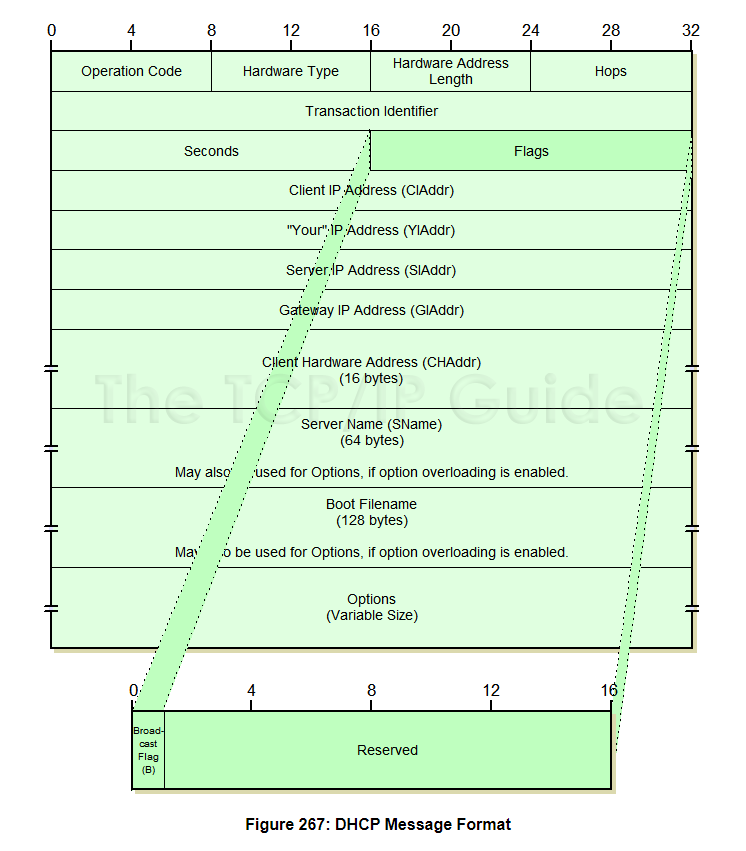 0 4 8 12 16 20 24 28 32
Operation Code Hardware Type Hardware Address Hops
Length
Transaction Identifier
Seconds Flags
Client IP Address (CIAddr)
"Your" IP Address (YIAddr)
Server IP Address (SIAddr)
Gateway IP Address (GIAddr)
Client Hardware Address (CHAddr)
(16 bytes)
The TCP/IP Guide
Server Name (SName)
(64 bytes)
May also used for Options, if option overloading is enabled.
Boot Filename
(128 bytes)
May to be used for Options, if option overloading is enabled.
Options
(Variable Size)
0 4 8 12 16
Broad-
cast
Flag
(B)
Reserved
Figure 267: DHCP Message Format